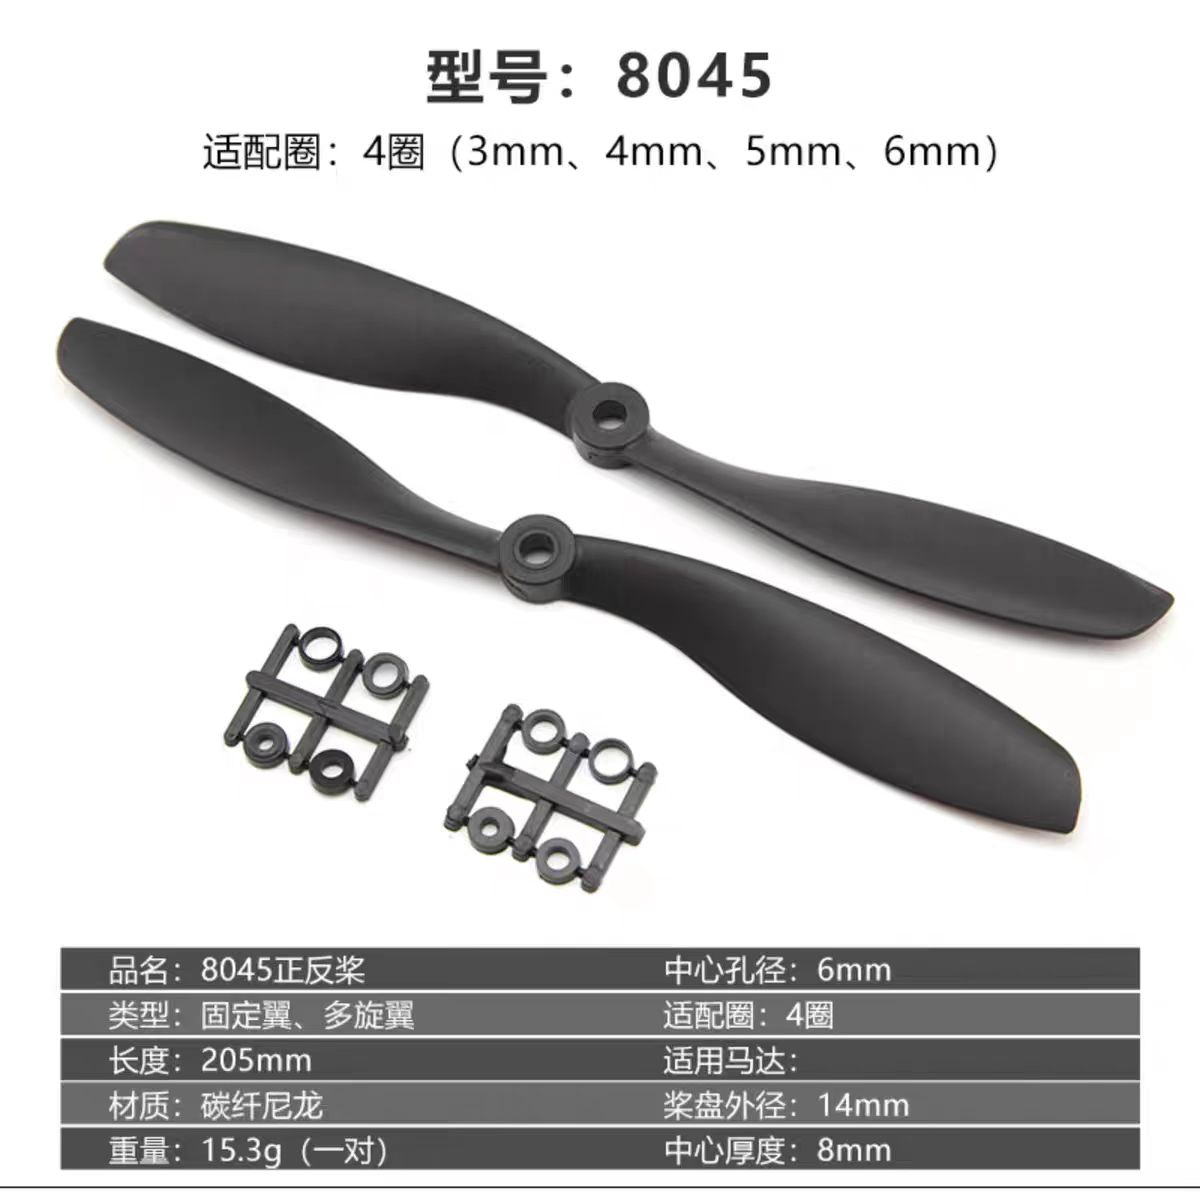 型号：8045
适配圈：4圈（3mm、4mm、5mm、6mm）
品名：8045正反桨 中心孔径：6mm
类型：固定翼、多旋翼 适配圈：4圈
长度：205mm 适用马达：
材质：碳纤尼龙 桨盘外径：14mm
重量：15.3g（一对） 中心厚度：8mm